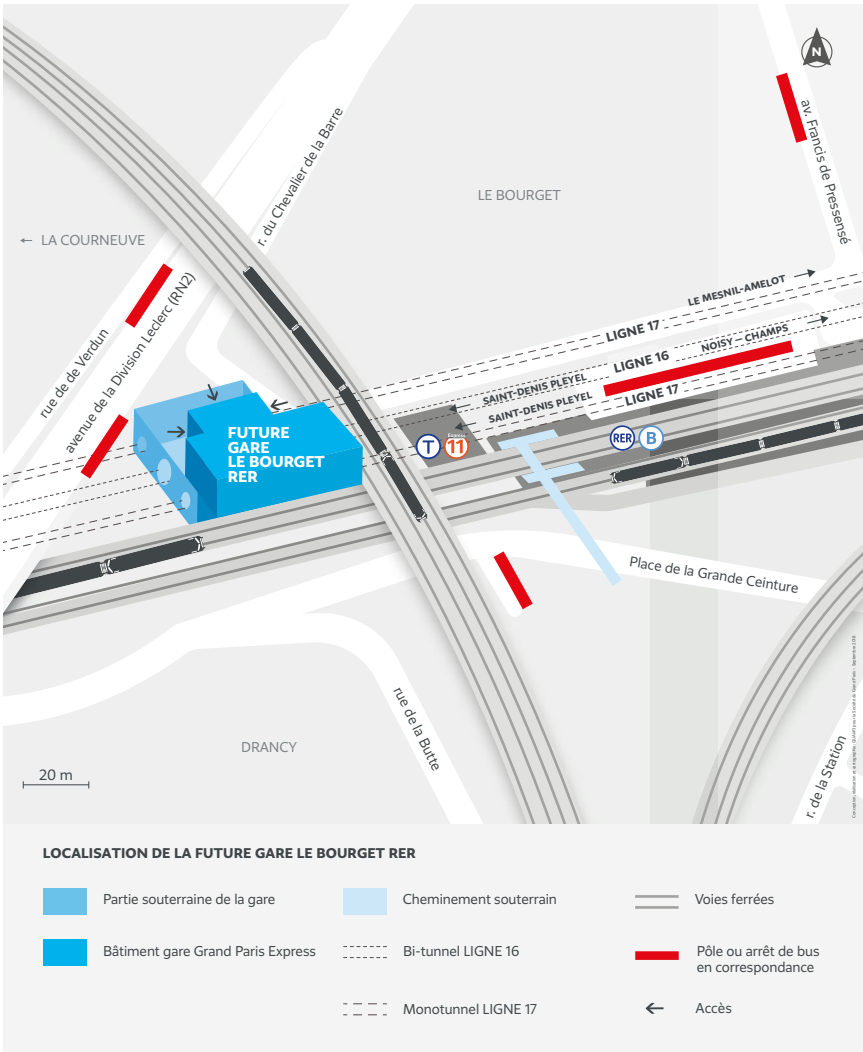 N
av. Francis de Pressensé
r. du Chevalier de la Barre
LE BOURGET
← LA COURNEUVE
rue de de Verdun
avenue de la Division Leclerc (RN2)
LE MESNIL-AMELOT
LIGNE 17
NOISY – CHAMPS
LIGNE 16
SAINT-DENIS PLEYEL
SAINT-DENIS PLEYEL
LIGNE 17
FUTURE
GARE
LE BOURGET
RER
T
Express
11
RER
B
Place de la Grande Ceinture
rue de la Butte
DRANCY
r. de la Station
20 m
LOCALISATION DE LA FUTURE GARE LE BOURGET RER
Partie souterraine de la gare
Bâtiment gare Grand Paris Express
Cheminement souterrain
Bi-tunnel LIGNE 16
Monotunnel LIGNE 17
Voies ferrées
Pôle ou arrêt de bus
en correspondance
Accès